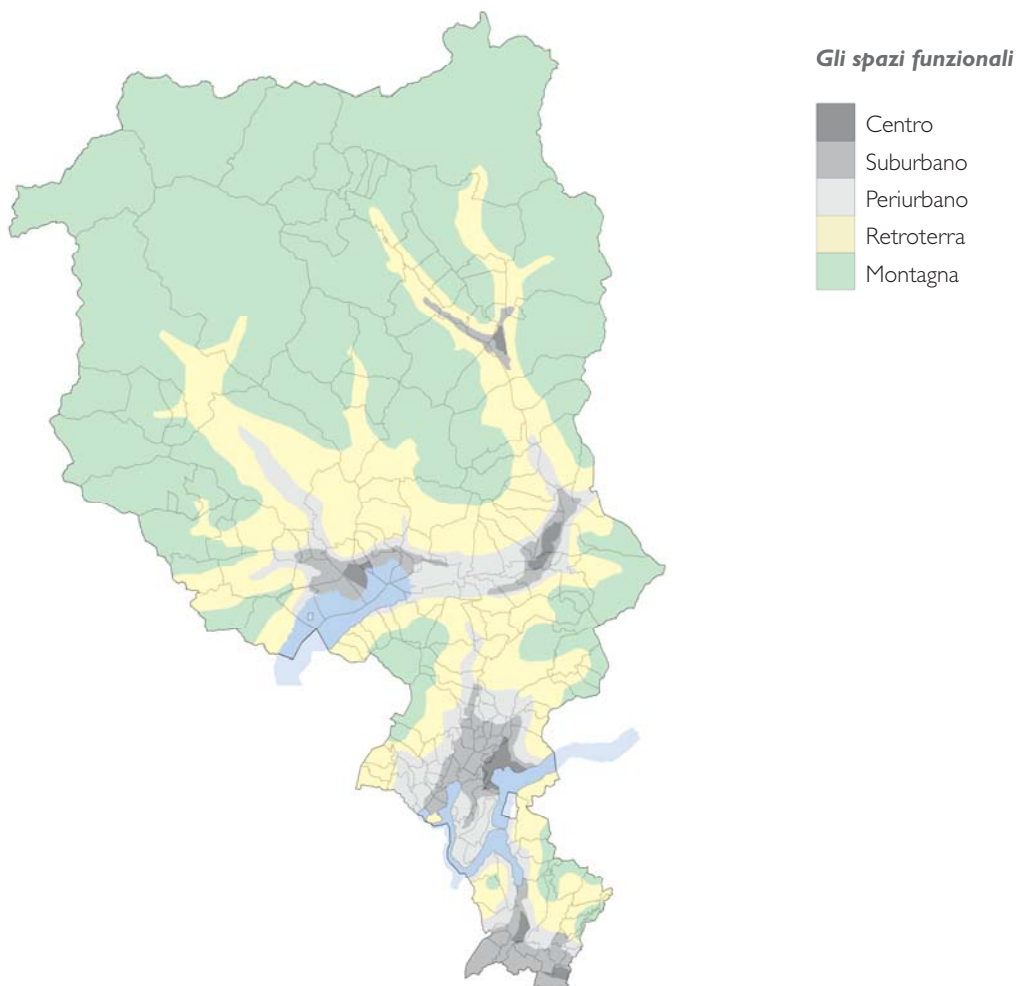 Gli spazi funzionali
Centro
Suburbano
Periurbano
Retroterra
Montagna